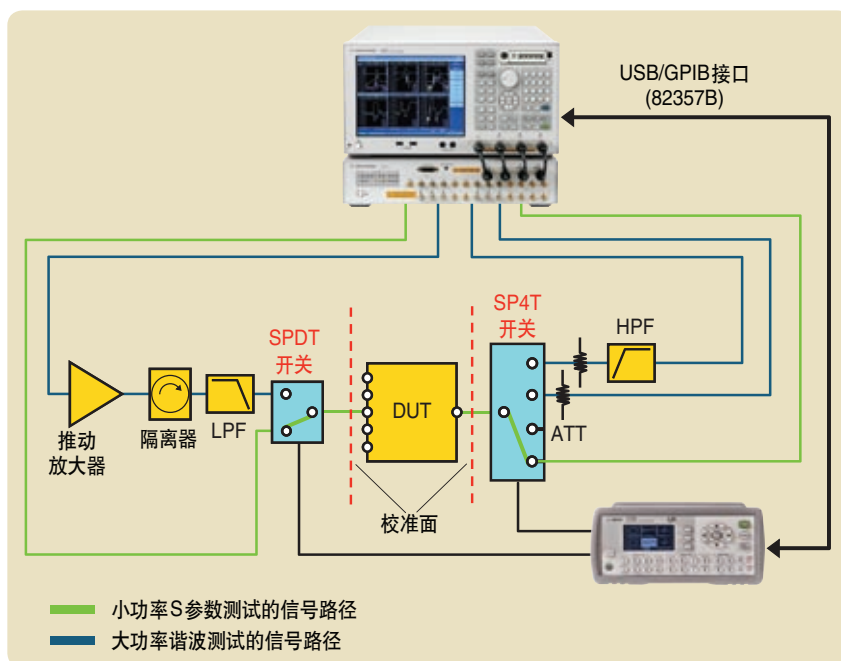 USB/GPIB接口
(82357B)
SP4T
开关
HPF
SPDT
开关
DUT
推动
放大器
隔离器
LPF
ATT
校准面
小功率S参数测试的信号路径
大功率谐波测试的信号路径